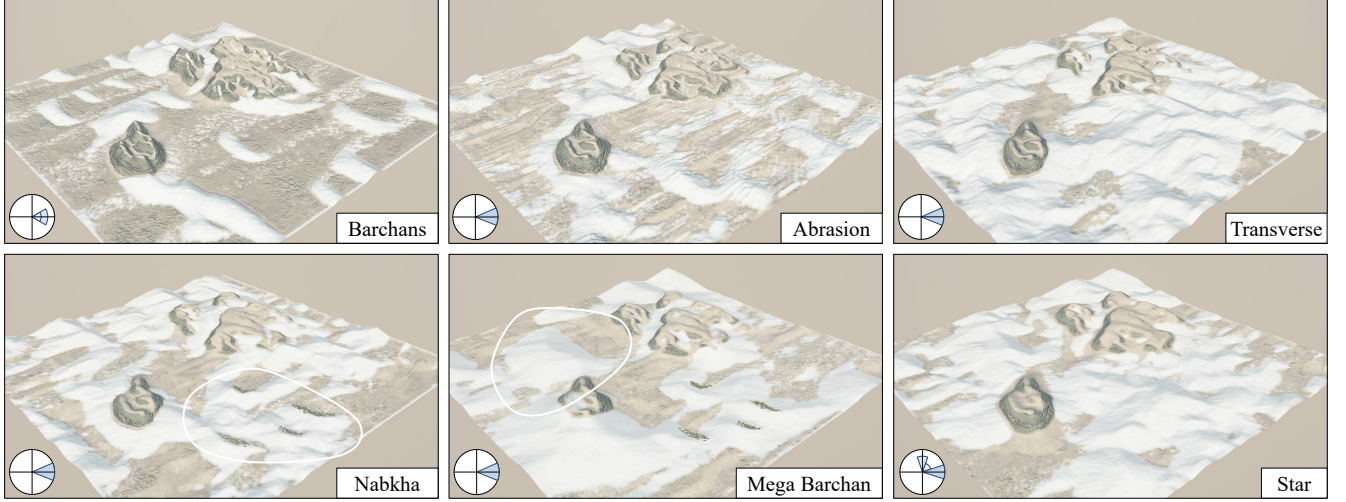 Barchans
Abrasion
Transverse
Nabkha
Mega Barchan
Star